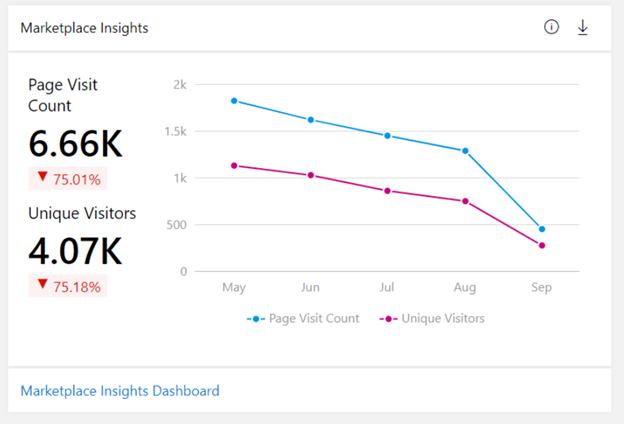 Marketplace Insights
Page Visit
Count
6.66K
▼ 75.01%
Unique Visitors
4.07K
▼ 75.18%
2k
1.5k
1k
500
0
May Jun Jul Aug Sep
Page Visit Count Unique Visitors
Marketplace Insights Dashboard